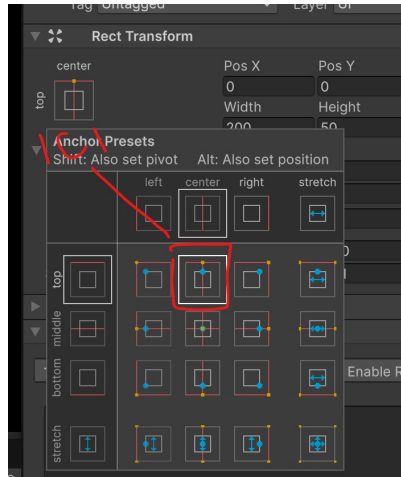 Tag Untagged Layer UI
Rect Transform
center Pos X Pos Y
top
0 0
Width Height
200 50
Anchor Presets
Shift: Also set pivot Alt: Also set position
left center right stretch
top
middle
bottom
Enable R
stretch